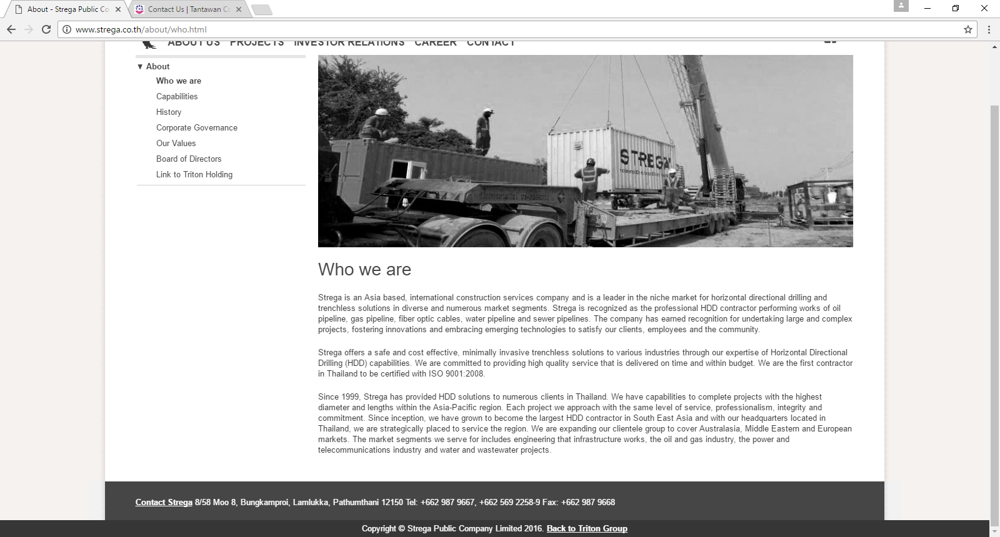 About - Strega Public Co
Contact Us | Tantawan Co
www.strega.co.th/about/who.html
ABOUT US PROJECTS INVESTOR RELATIONS CAREER CONTACT
▼ About
Who we are
Capabilities
History
Corporate Governance
Our Values
Board of Directors
Link to Triton Holding
STREGA
Who we are
Strega is an Asia based, international construction services company and is a leader in the niche market for horizontal directional drilling and
trenchless solutions in diverse and numerous market segments. Strega is recognized as the professional HDD contractor performing works of oil
pipeline, gas pipeline, fiber optic cables, water pipeline and sewer pipelines. The company has earned recognition for undertaking large and complex
projects, fostering innovations and embracing emerging technologies to satisfy our clients, employees and the community.
Strega offers a safe and cost effective, minimally invasive trenchless solutions to various industries through our expertise of Horizontal Directional
Drilling (HDD) capabilities. We are committed to providing high quality service that is delivered on time and within budget. We are the first contractor
in Thailand to be certified with ISO 9001:2008.
Since 1999, Strega has provided HDD solutions to numerous clients in Thailand. We have capabilities to complete projects with the highest
diameter and lengths within the Asia-Pacific region. Each project we approach with the same level of service, professionalism, integrity and
commitment. Since inception, we have grown to become the largest HDD contractor in South East Asia and with our headquarters located in
Thailand, we are strategically placed to service the region. We are expanding our clientele group to cover Australasia, Middle Eastern and European
markets. The market segments we serve for includes engineering that infrastructure works, the oil and gas industry, the power and
telecommunications industry and water and wastewater projects.
Contact Strega 8/58 Moo 8, Bungkamproi, Lamlukka, Pathumthani 12150 Tel: +662 987 9667, +662 569 2258-9 Fax: +662 987 9668
Copyright © Strega Public Company Limited 2016. Back to Triton Group